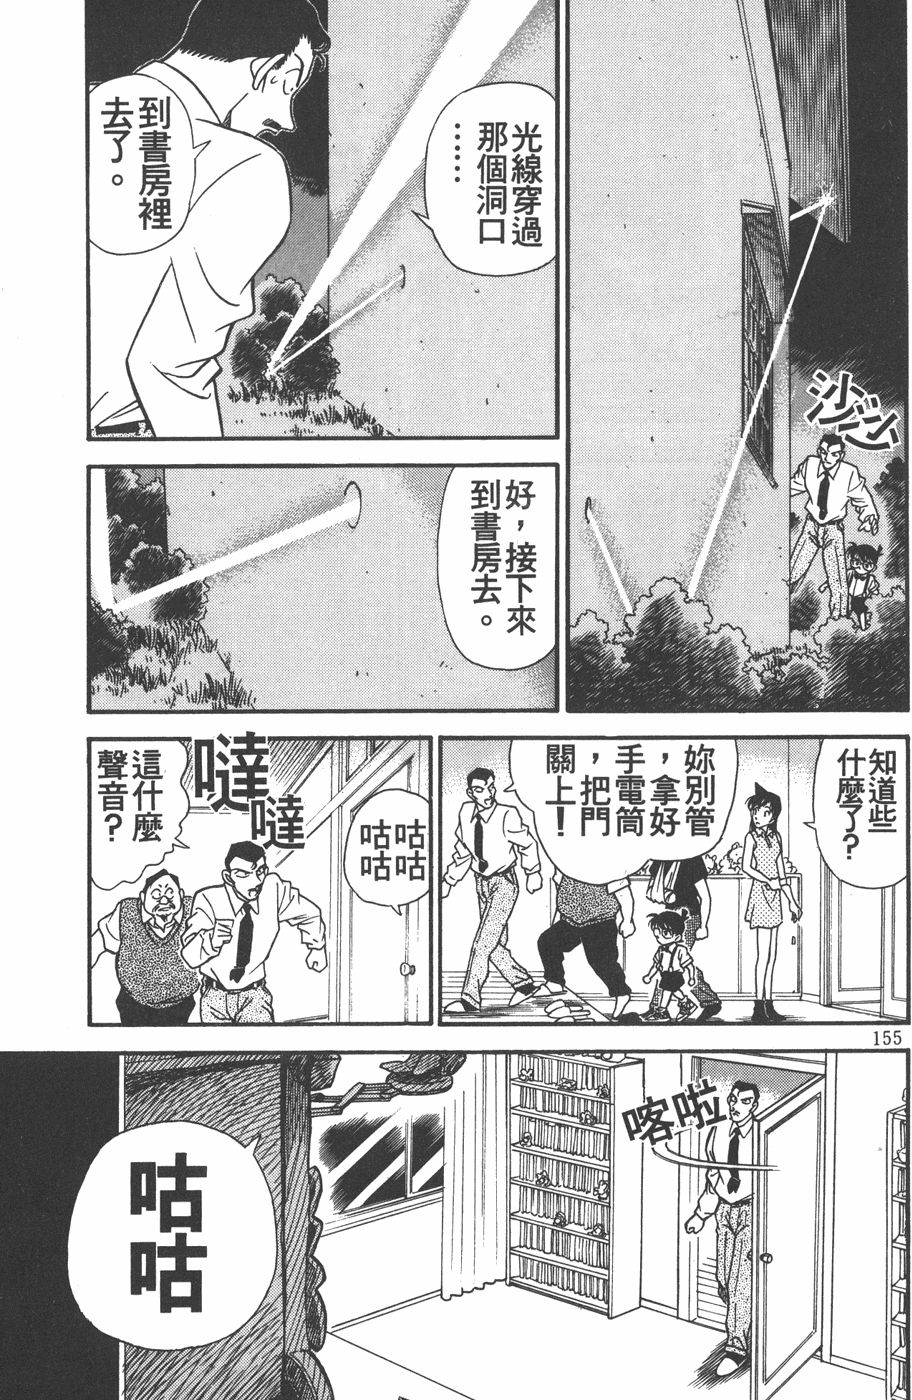 沙沙
光線穿過
那個洞口
……
到書房裡
去了。
好，接下來
到書房去。
知道些
什麼了？
妳別管
，拿好
手電筒
，把門
關上！
咕咕
咕咕
噠噠
這什麼
聲音？
155
喀啦
咕咕